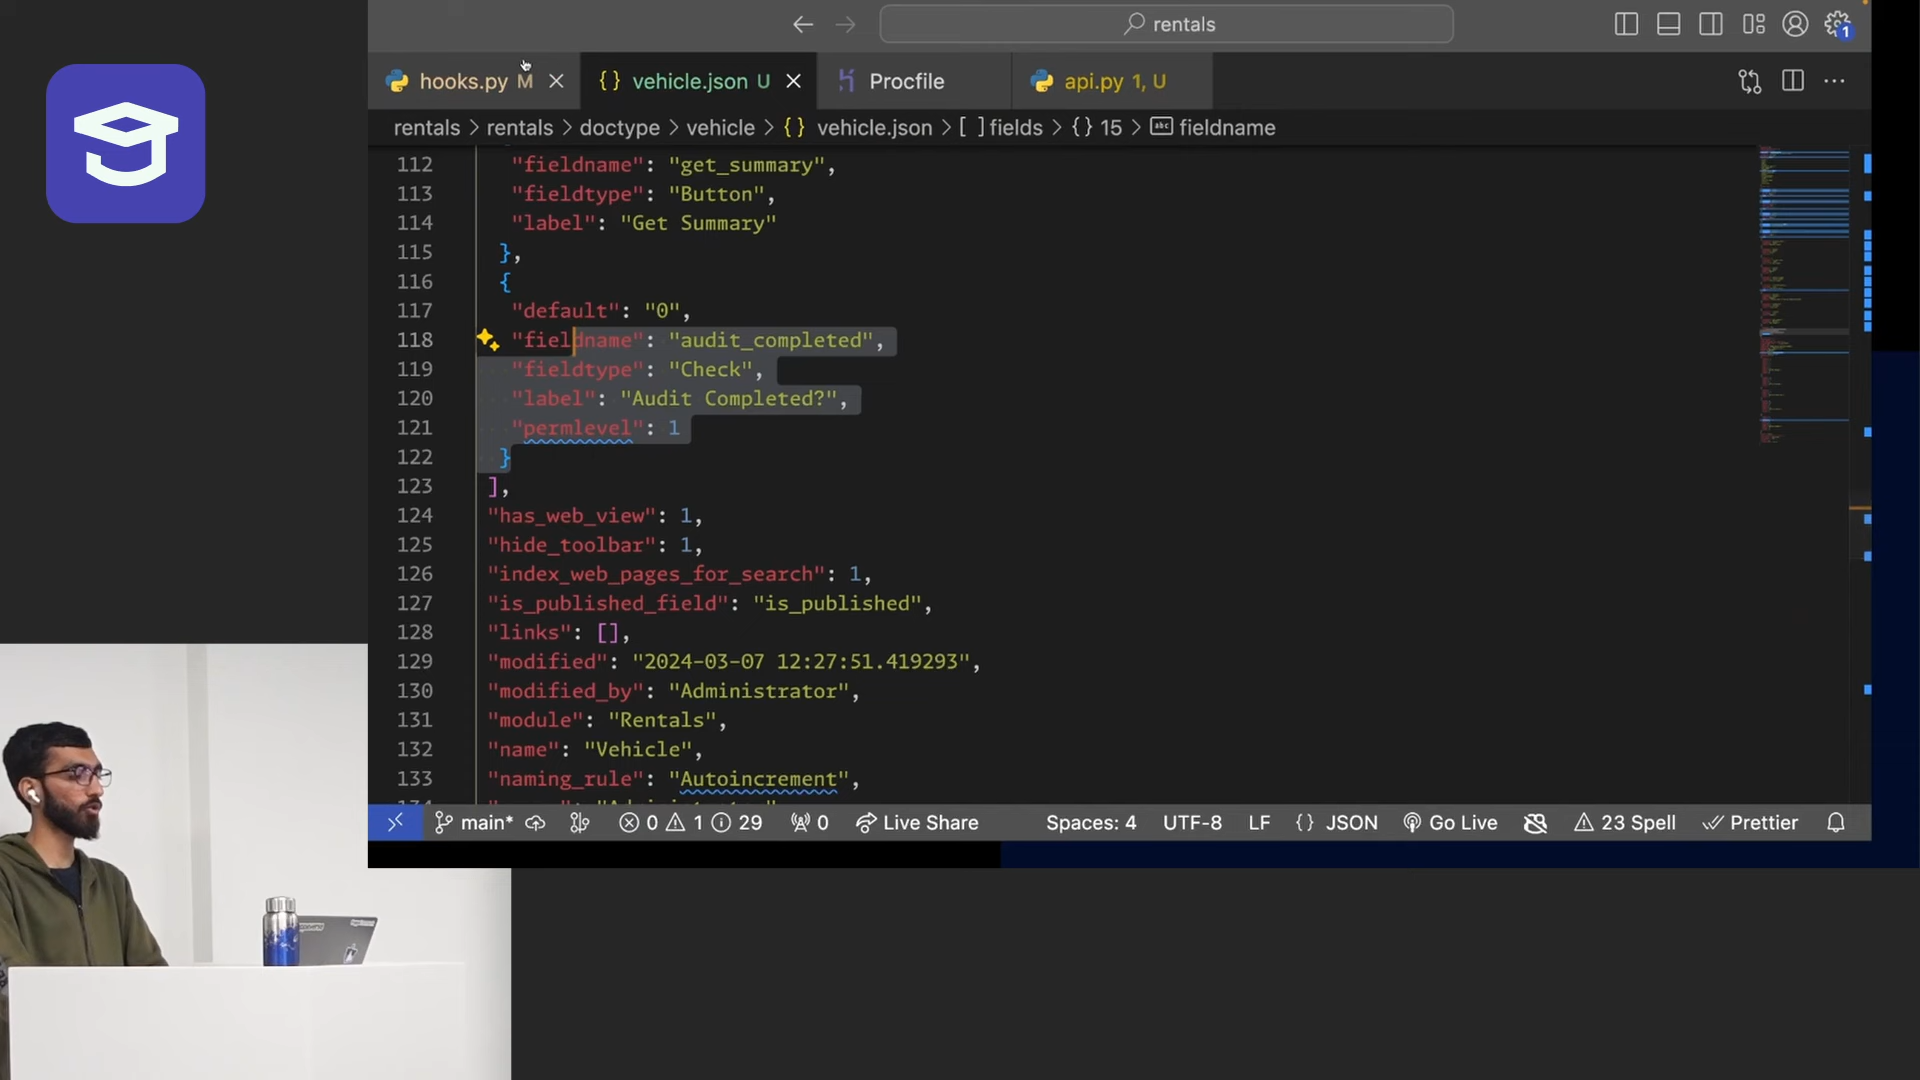 rentals
1
hooks.py M
vehicle.json U
Procfile
api.py 1, U
rentals > rentals > doctype > vehicle > {} vehicle.json > [ ] fields > {} 15 > abc fieldname
112 "fieldname": "get_summary",
113 "fieldtype": "Button",
114 "label": "Get Summary"
115 },
116 {
117 "default": "0",
118 "fieldname": "audit_completed",
119 "fieldtype": "Check",
120 "label": "Audit Completed?",
121 "permlevel": 1
122 }
123 ],
124 "has_web_view": 1,
125 "hide_toolbar": 1,
126 "index_web_pages_for_search": 1,
127 "is_published_field": "is_published",
128 "links": [],
129 "modified": "2024-03-07 12:27:51.419293",
130 "modified_by": "Administrator",
131 "module": "Rentals",
132 "name": "Vehicle",
133 "naming_rule": "Autoincrement",
main* 0 1 29 0 Live Share Spaces: 4 UTF-8 LF {} JSON Go Live 23 Spell Prettier